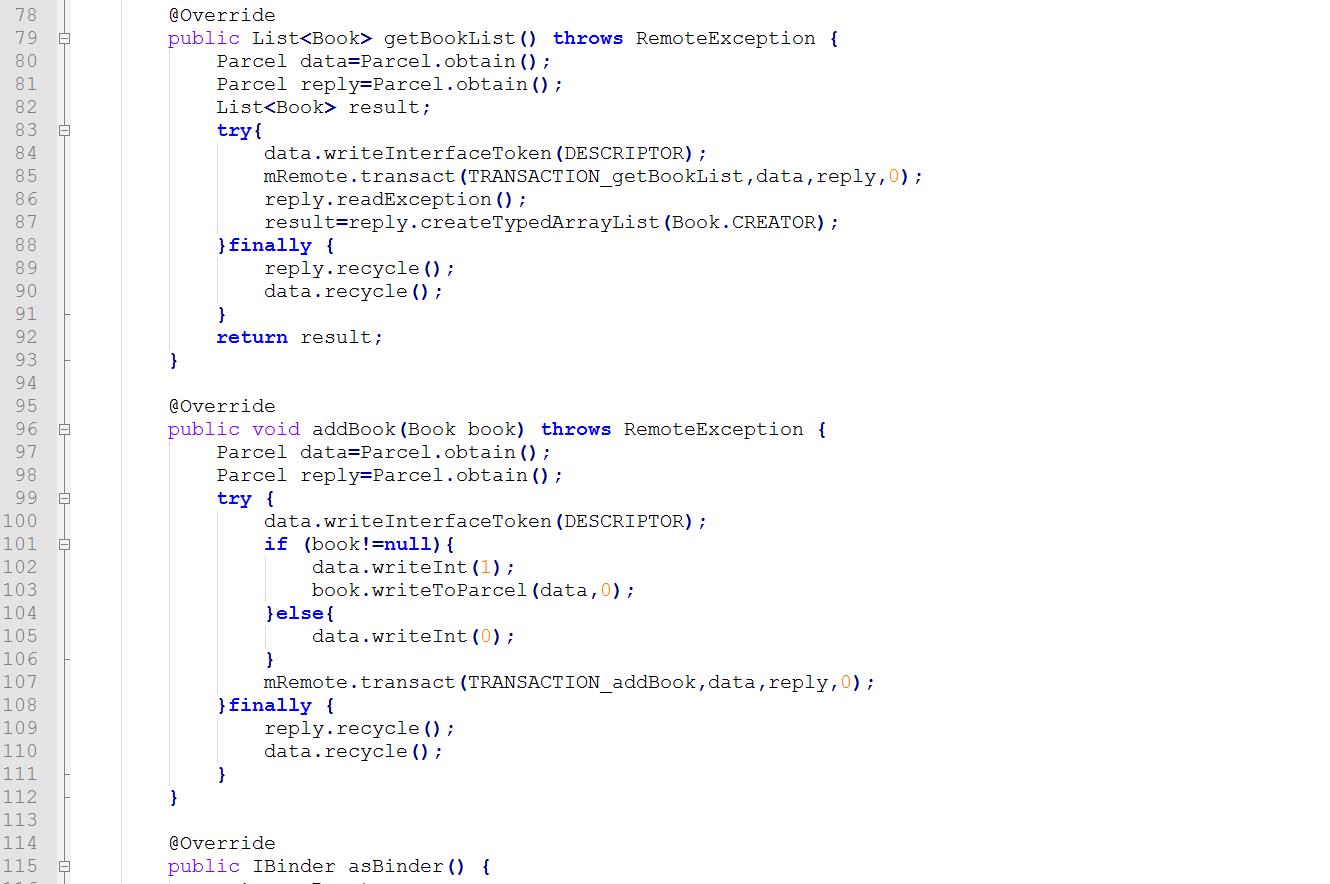 78 @Override
79 public List<Book> getBookList() throws RemoteException {
80 Parcel data=Parcel.obtain();
81 Parcel reply=Parcel.obtain();
82 List<Book> result;
83 try{
84 data.writeInterfaceToken(DESCRIPTOR);
85 mRemote.transact(TRANSACTION_getBookList,data,reply,0);
86 reply.readException();
87 result=reply.createTypedArrayList(Book.CREATOR);
88 }finally {
89 reply.recycle();
90 data.recycle();
91 }
92 return result;
93 }
94
95 @Override
96 public void addBook(Book book) throws RemoteException {
97 Parcel data=Parcel.obtain();
98 Parcel reply=Parcel.obtain();
99 try {
100 data.writeInterfaceToken(DESCRIPTOR);
101 if (book!=null){
102 data.writeInt(1);
103 book.writeToParcel(data,0);
104 }else{
105 data.writeInt(0);
106 }
107 mRemote.transact(TRANSACTION_addBook,data,reply,0);
108 }finally {
109 reply.recycle();
110 data.recycle();
111 }
112 }
113
114 @Override
115 public IBinder asBinder() {